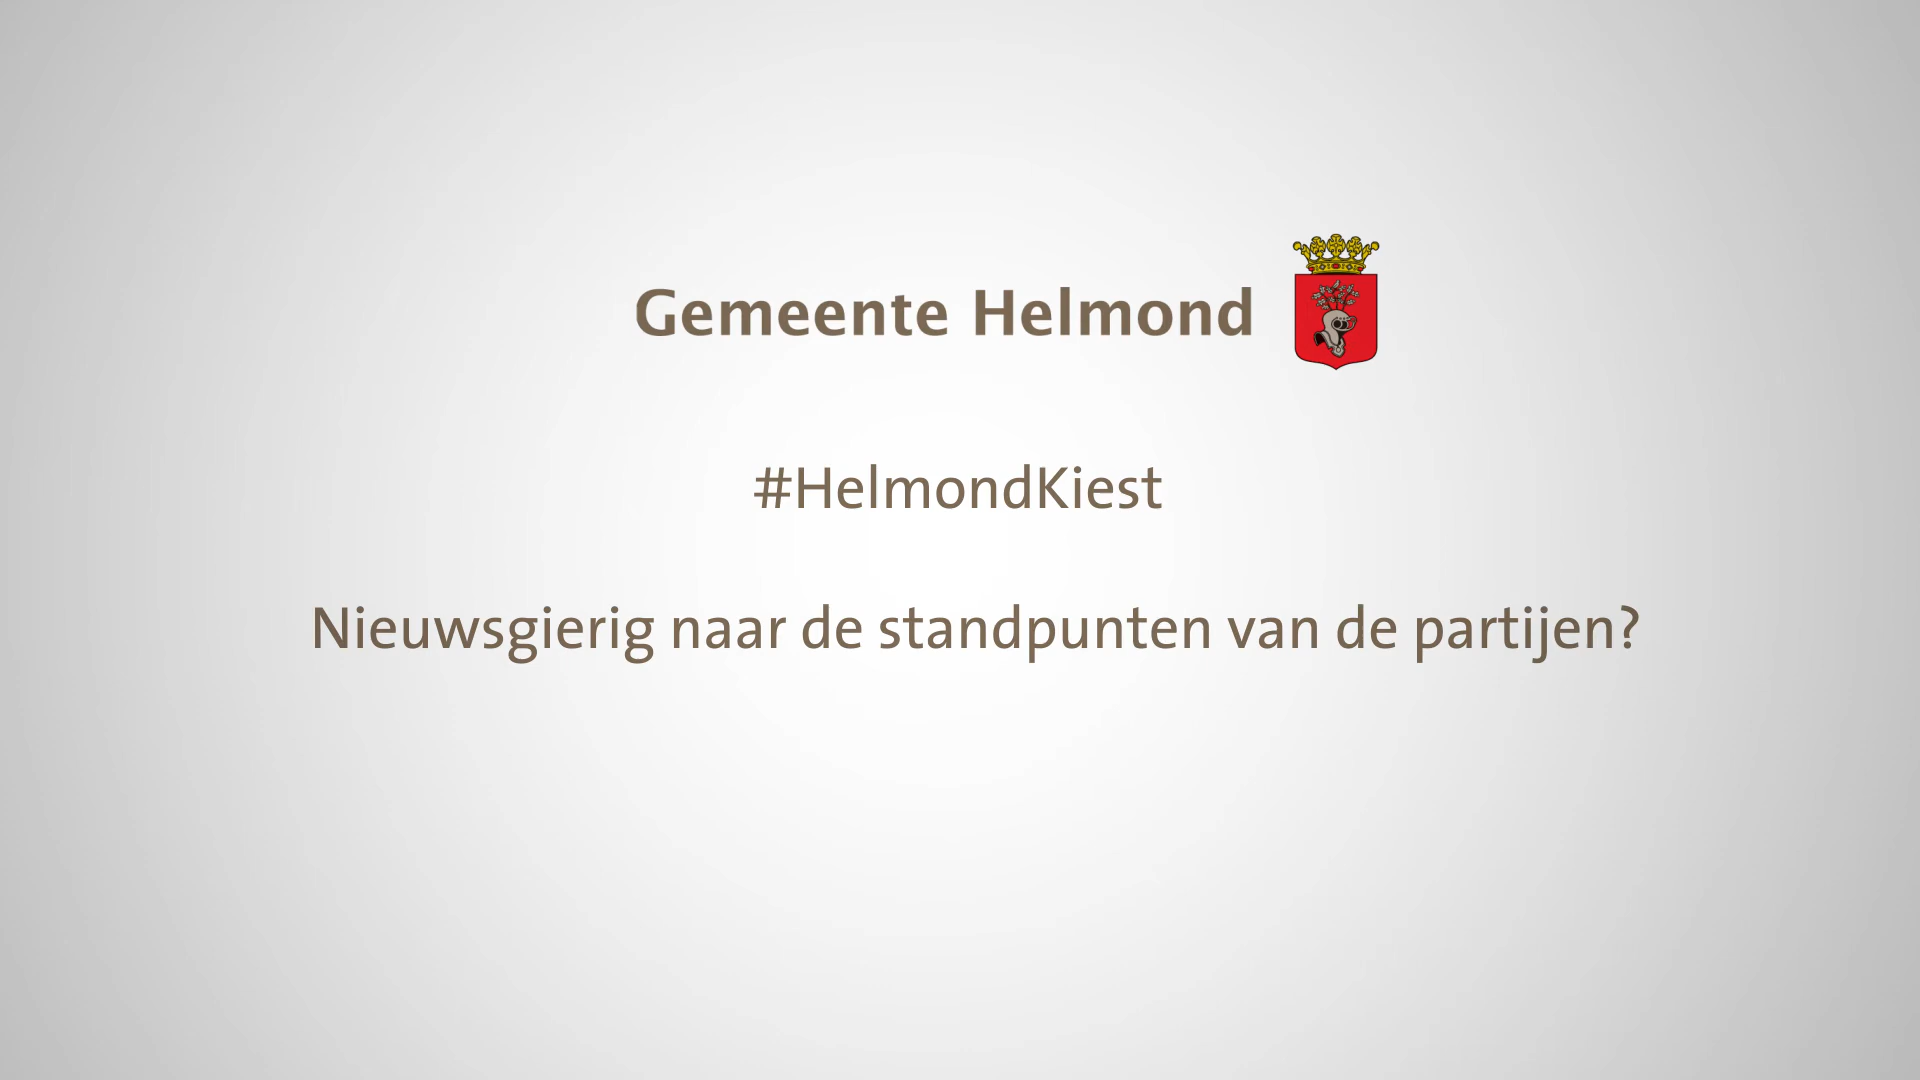 Gemeente Helmond
#HelmondKiest
Nieuwsgierig naar de standpunten van de partijen?